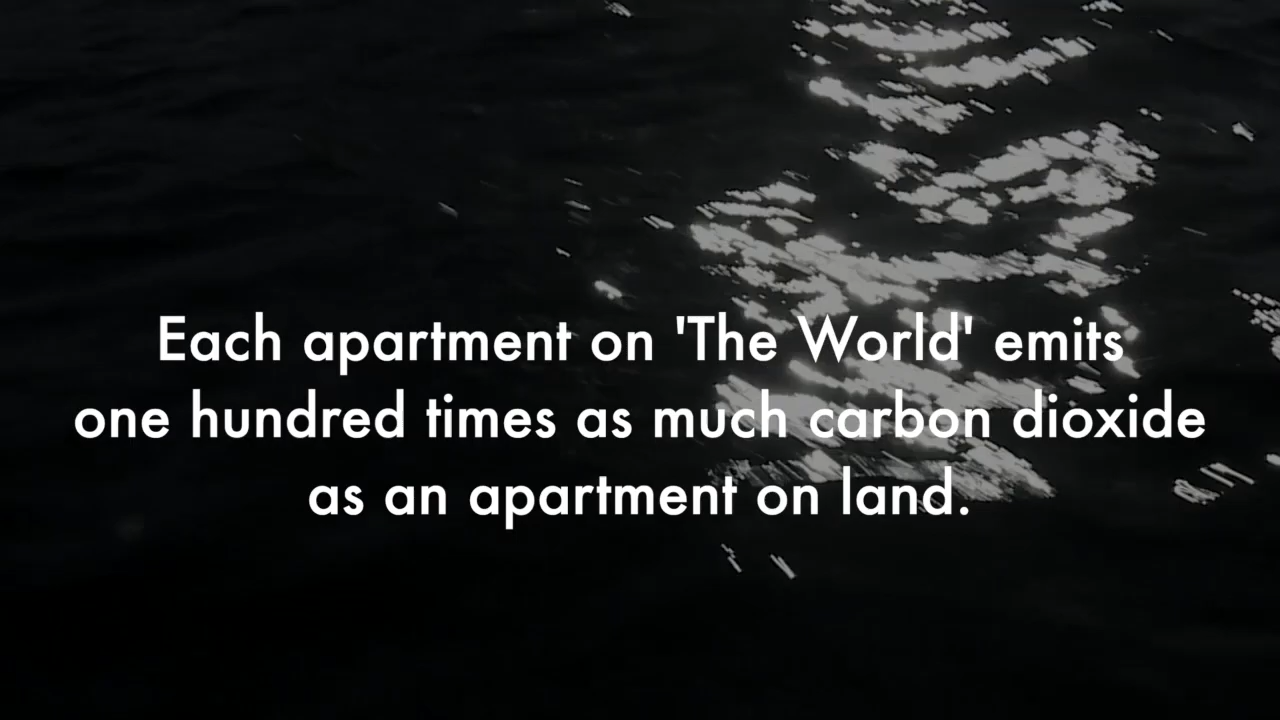 Each apartment on 'The World' emits
one hundred times as much carbon dioxide
as an apartment on land.